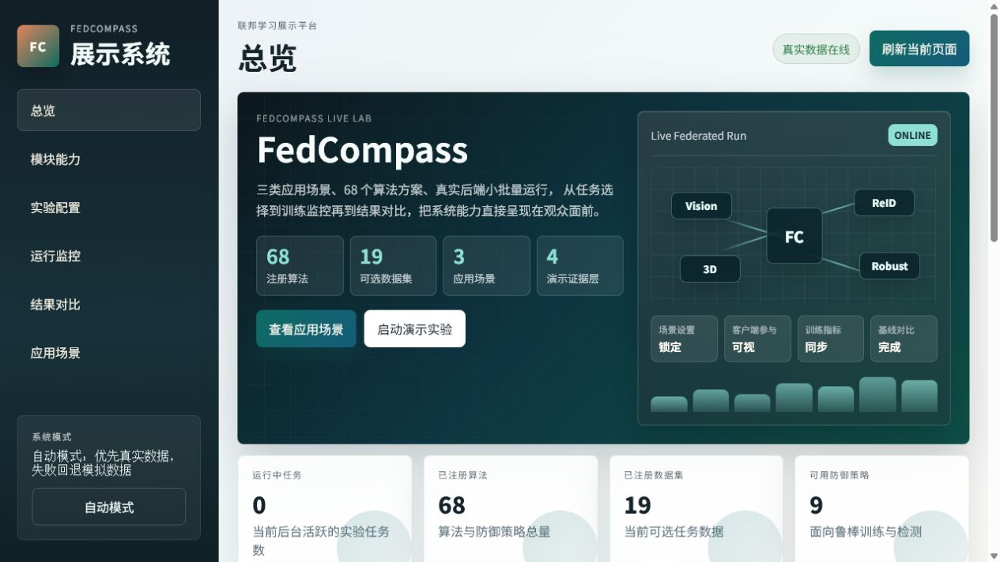 FC
FEDCOMPASS
展示系统
总览
模块能力
实验配置
运行监控
结果对比
应用场景
系统模式
自动模式：优先真实数据，
失败回退模拟数据
自动模式
联邦学习展示平台
总览
真实数据在线
刷新当前页面
FEDCOMPASS LIVE LAB
FedCompass
三类应用场景、68 个算法方案、真实后端小批量运行， 从任务选
择到训练监控再到结果对比，把系统能力直接呈现在观众面前。
68
注册算法
19
可选数据集
3
应用场景
4
演示证据层
查看应用场景
启动演示实验
Live Federated Run
ONLINE
Vision
ReID
FC
3D
Robust
场景设置
锁定
客户端参与
可视
训练指标
同步
基线对比
完成
运行中任务
0
当前后台活跃的实验任务
数
已注册算法
68
算法与防御策略总量
已注册数据集
19
当前可选任务数据
可用防御策略
9
面向鲁棒训练与检测